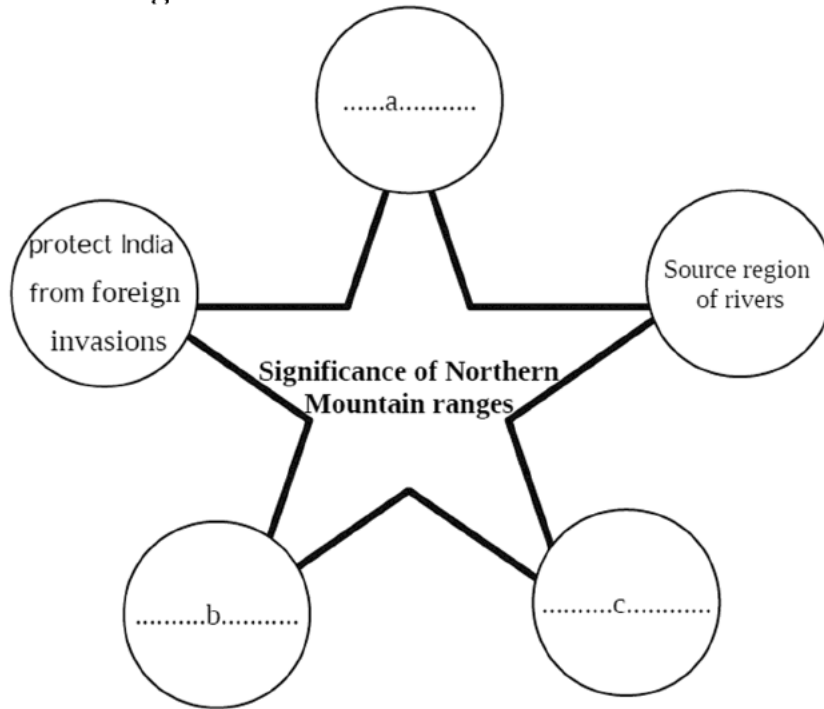 ......a...........
protect India
from foreign
invasions
Source region
of rivers
Significance of Northern
Mountain ranges
..........b...........
..........c............